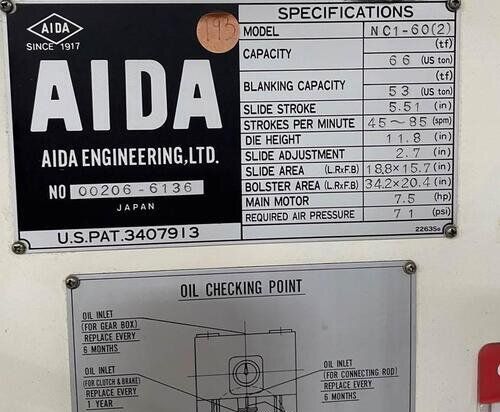 AIDA
SINCE 1917
AIDA
AIDA ENGINEERING,LTD.
NO 00206-6136
JAPAN
U.S.PAT.3407913
193
SPECIFICATIONS
MODEL NC1-60(2)
CAPACITY (tf)
66 (US ton)
BLANKING CAPACITY (tf)
53 (US ton)
SLIDE STROKE 5.51 (in)
STROKES PER MINUTE 45~85 (spm)
DIE HEIGHT 11.8 (in)
SLIDE ADJUSTMENT 2.7 (in)
SLIDE AREA (L.RxF.B) 18.8×15.7 (in)
BOLSTER AREA (L.RxF.B) 34.2×20.4 (in)
MAIN MOTOR 7.5 (hp)
REQUIRED AIR PURSUER 71 (psi)
OIL CHECKING POINT
OIL INLET
(FOR GEAR BOX)
REPLACE EVERY
6 MONTHS
OIL INLET
(FOR CLUTCH & BRAKE)
REPLACE EVERY
1 YEAR
OIL INLET
(FOR CONNECTING ROD)
REPLACE EVERY
6 MONTHS